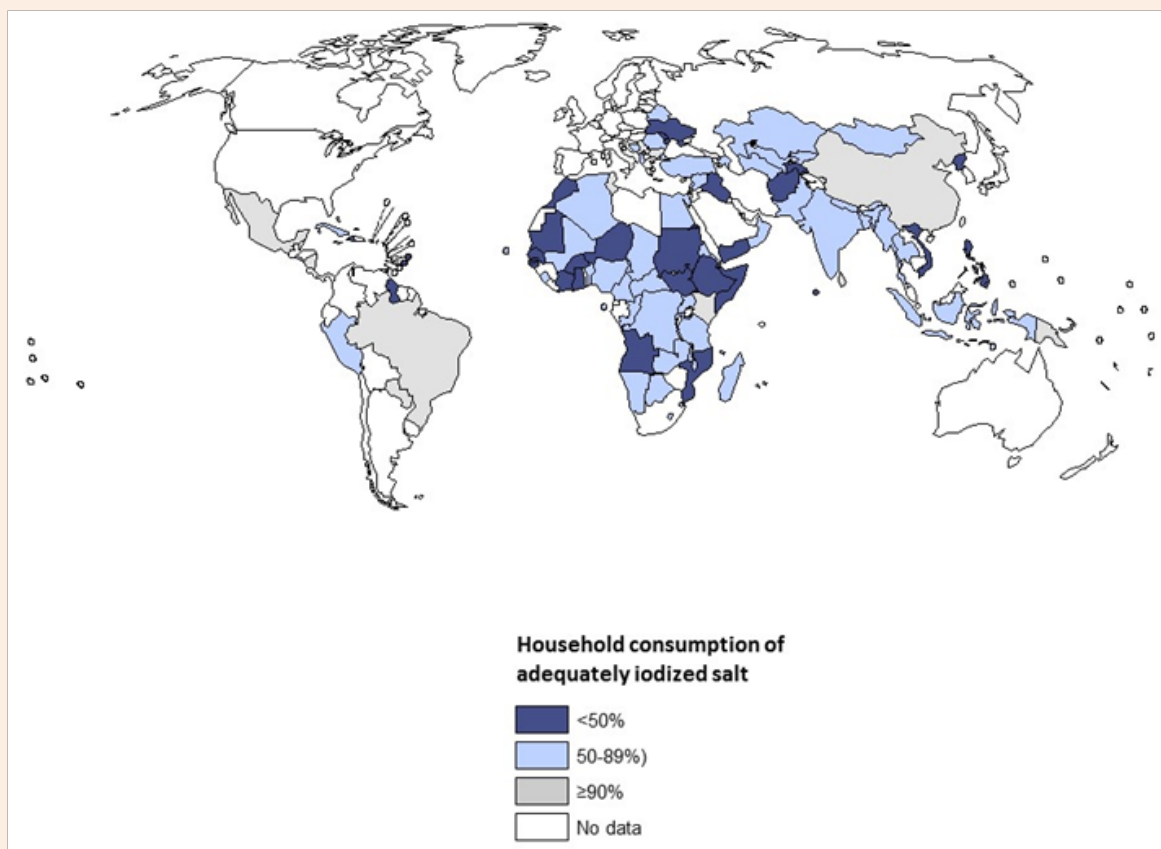 Household consumption of
adequately iodized salt
<50%
50-89%)
≥90%
No data